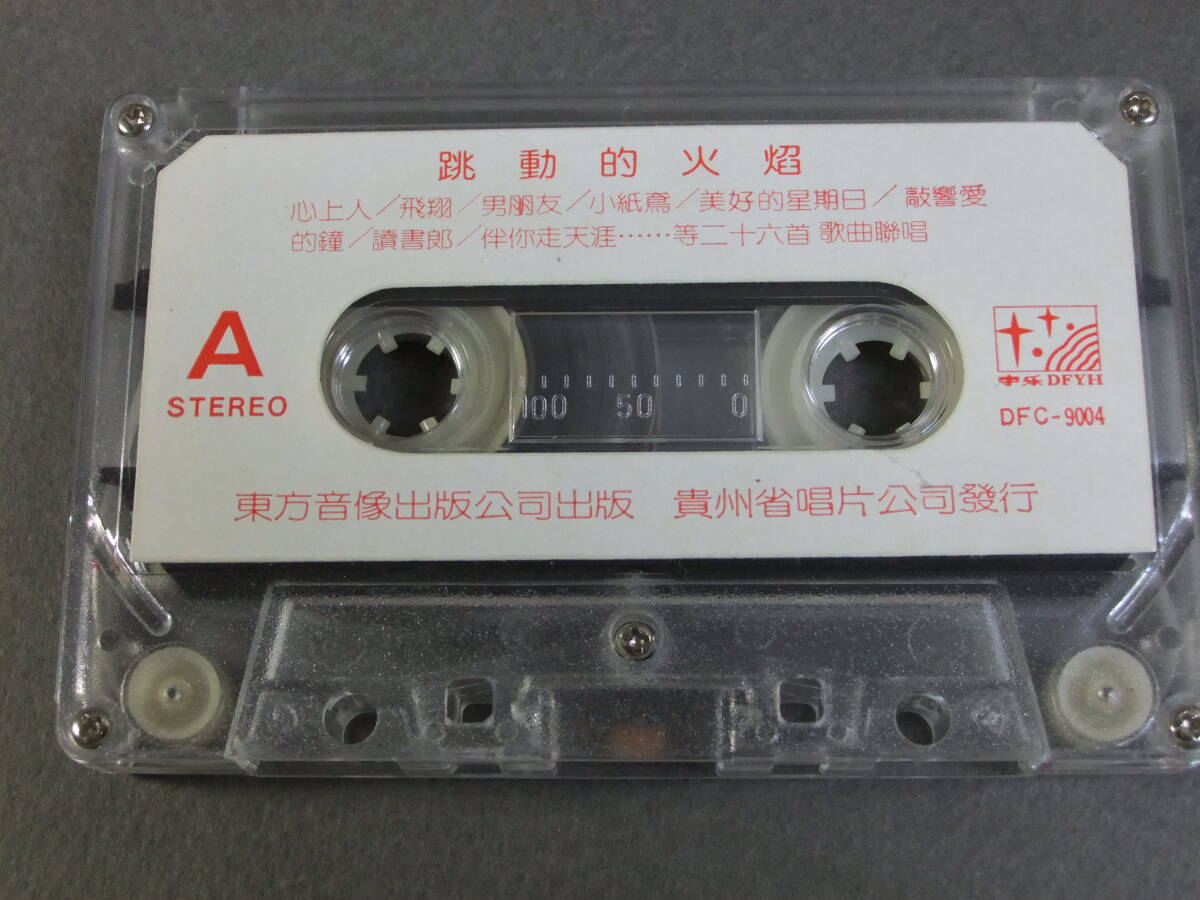 跳動的火焰
心上人／飛翔／男朋友／小紙鳶／美好的星期日／敲響愛
的鐘／讀書郎／伴你走天涯……等二十六首 歌曲聯唱
A
STEREO
100 50 0
DFYH
DFC-9004
東方音像出版公司出版 貴州省唱片公司發行